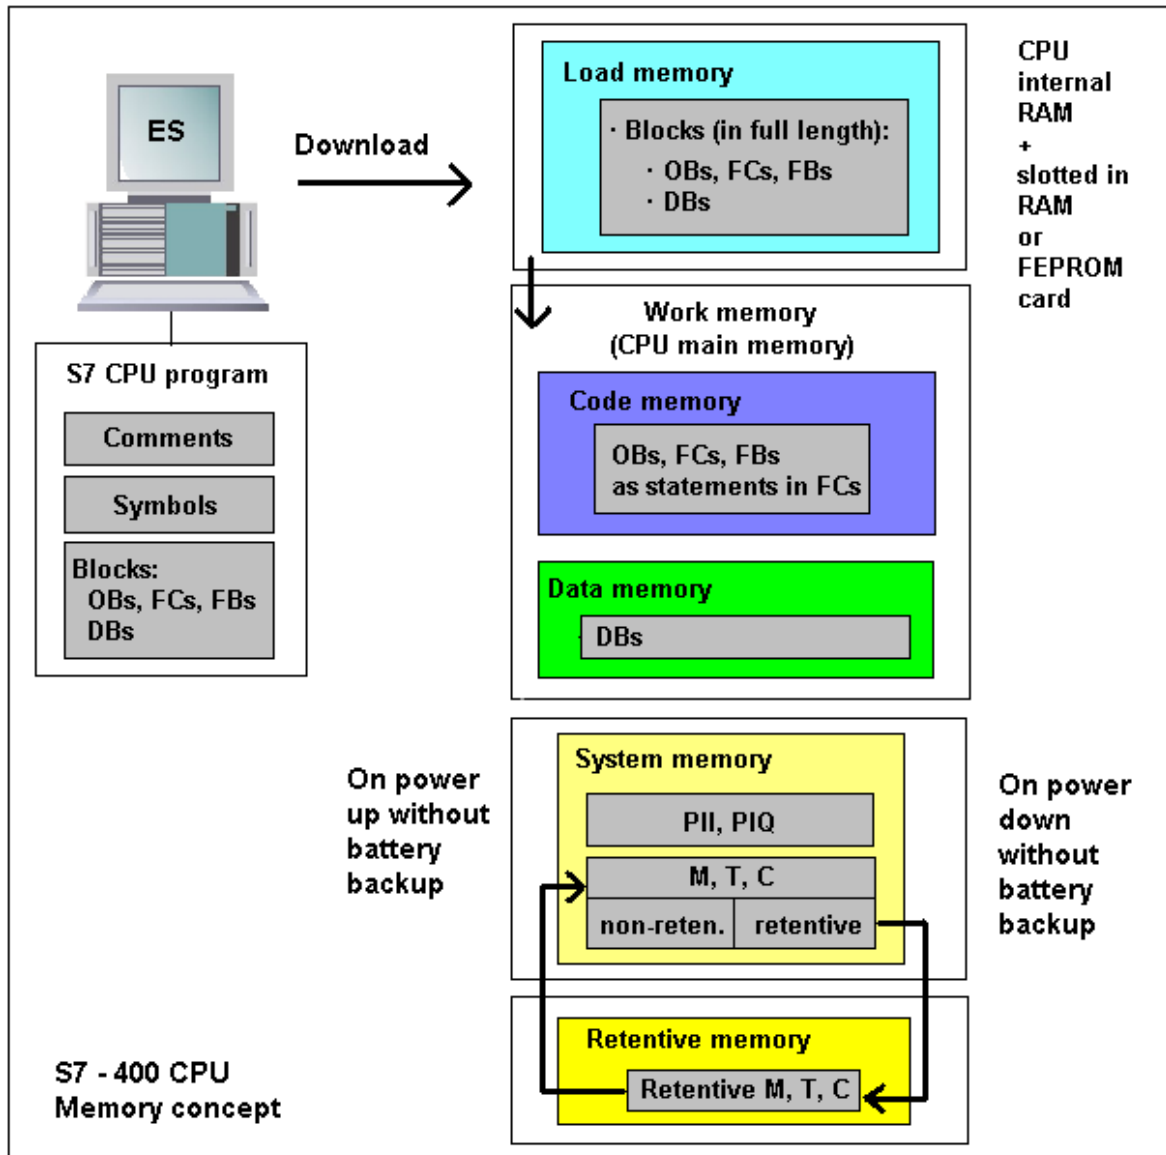 ES
Download
S7 CPU program
Comments
Symbols
Blocks:
OBs, FCs, FBs
DBs
Load memory
· Blocks (in full length):
· OBs, FCs, FBs
· DBs
CPU
internal
RAM
+
slotted in
RAM
or
FEPROM
card
Work memory
(CPU main memory)
Code memory
OBs, FCs, FBs
as statements in FCs
Data memory
· DBs
On power
up without
battery
backup
System memory
PII, PIQ
M, T, C
non-reten. retentive
On power
down
without
battery
backup
Retentive memory
Retentive M, T, C
S7 - 400 CPU
Memory concept